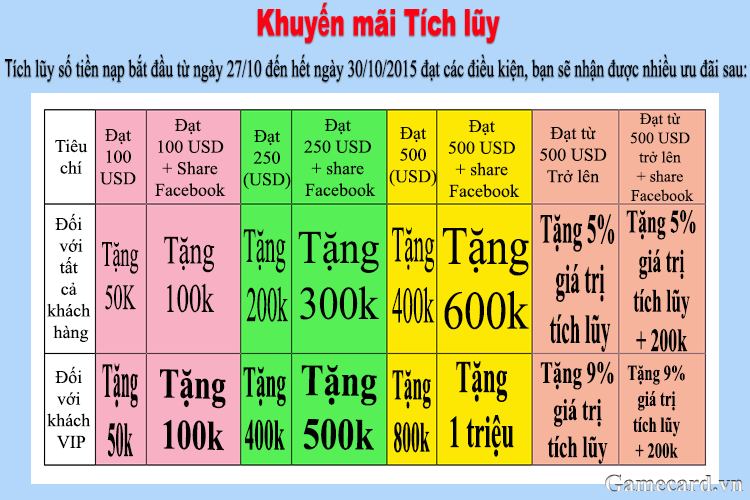 Khuyến mãi Tích lũy
Tích lũy số tiền nạp bắt đầu từ ngày 27/10 đến hết ngày 30/10/2015 đạt các điều kiện, bạn sẽ nhận được nhiều ưu đãi sau:
Tiêu
chí
Đạt
100
USD
Đạt
100 USD
+ Share
Facebook
Đạt
250
(USD)
Đạt
250 USD
+ share
Facebook
Đạt
500
(USD)
Đạt
500 USD
+ share
Facebook
Đạt từ
500 USD
Trở lên
Đạt từ
500 USD
trở lên
+ share
Facebook
Đối
với
tất
cả
khách
hàng
Tặng
50K
Tặng
100k
Tặng
200k
Tặng
300k
Tặng
400k
Tặng
600k
Tặng 5%
giá trị
tích lũy
Tặng 5%
giá trị
tích lũy
+ 200k
Đối
với
khách
VIP
Tặng
50k
Tặng
100k
Tặng
400k
Tặng
500k
Tặng
800k
Tặng
1 triệu
Tặng 9%
giá trị
tích lũy
Tặng 9%
giá trị
tích lũy
+ 200k
Gamecard.vn